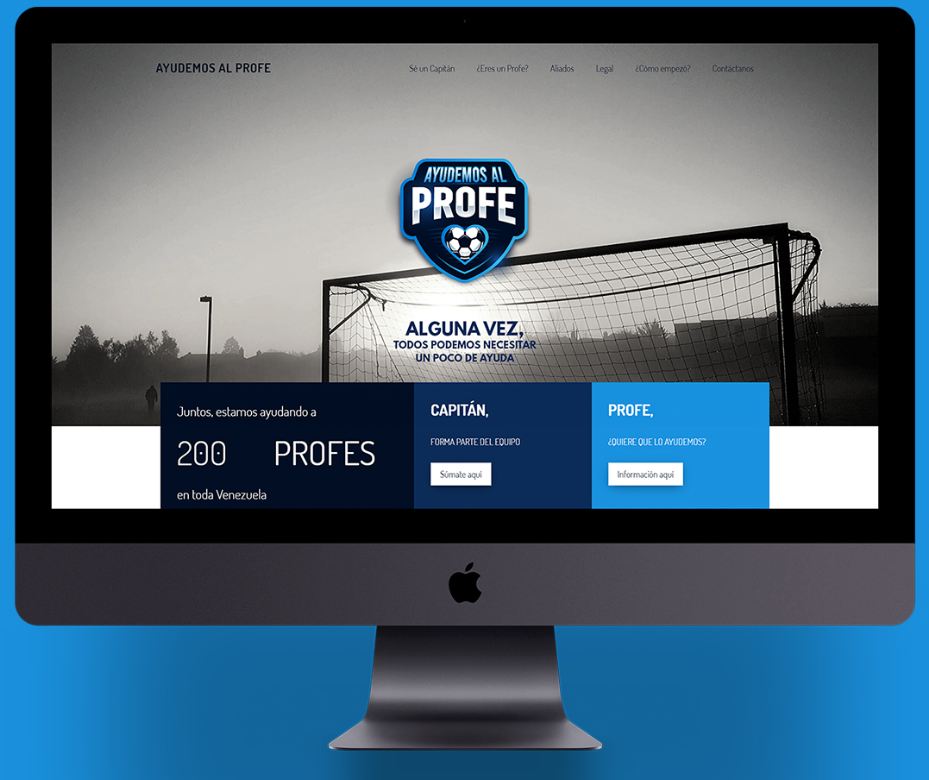 AYUDEMOS AL PROFE
Sé un Capitán ¿Eres un Profe? Aliados Legal ¿Cómo empezó? Contáctanos
AYUDEMOS AL
PROFE
ALGUNA VEZ,
TODOS PODEMOS NECESITAR
UN POCO DE AYUDA
Juntos, estamos ayudando a
200 PROFES
en toda Venezuela
CAPITÁN,
FORMA PARTE DEL EQUIPO
Súmate aquí
PROFE,
¿QUIERE QUE LO AYUDEMOS?
Información aquí